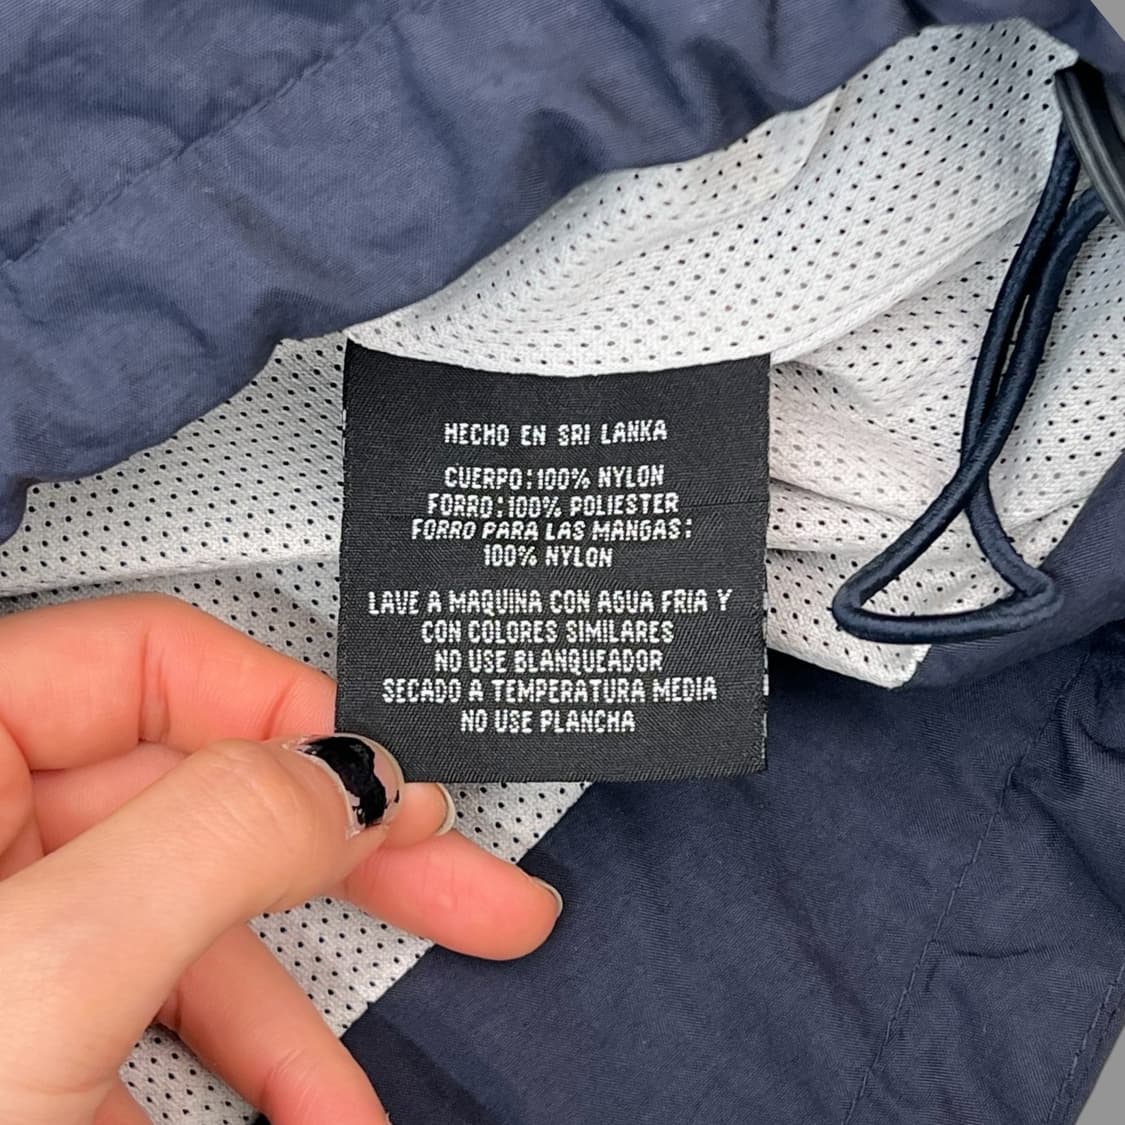 HECHO EN SRI LANKA
CUERPO:100% NYLON
FORRO:100% POLIESTER
FORRO PARA LAS MANGAS:
100% NYLON
LAVE A MAQUINA CON AGUA FRIA Y
CON COLORES SIMILARES
NO USE BLANQUEADOR
SECADO A TEMPERATURA MEDIA
NO USE PLANCHA